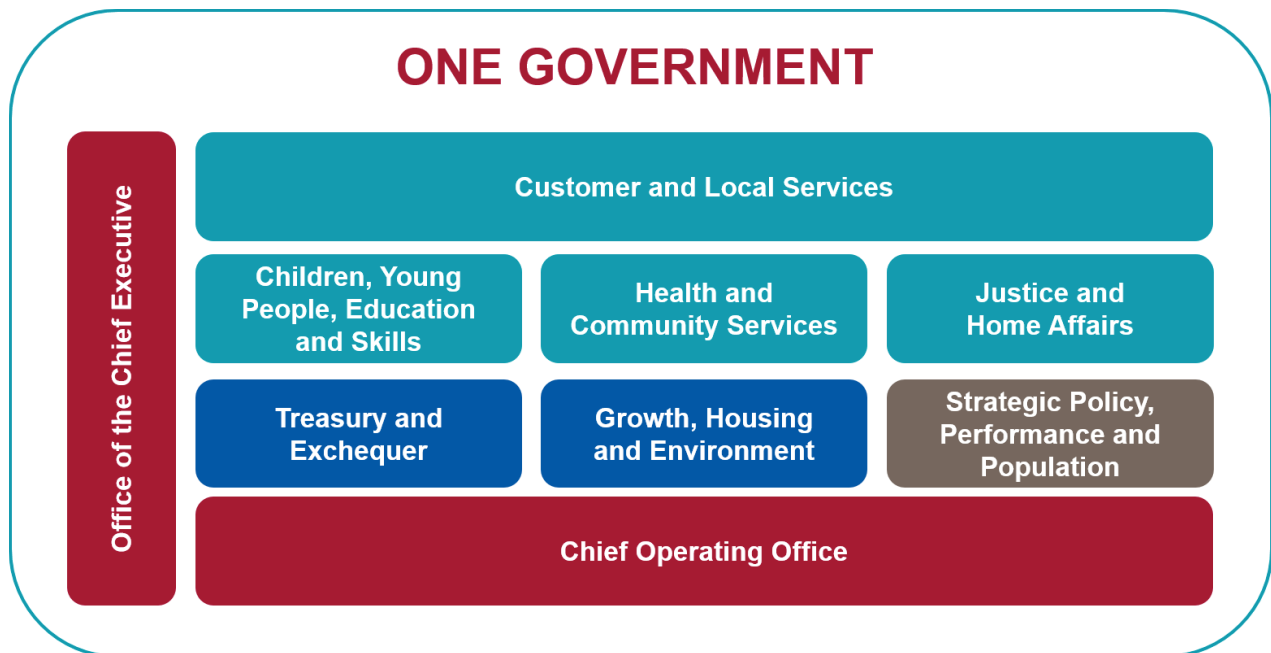 ONE GOVERNMENT
Office of the Chief Executive
Customer and Local Services
Children, Young
People, Education
and Skills
Health and
Community Services
Justice and
Home Affairs
Treasury and
Exchequer
Growth, Housing
and Environment
Strategic Policy,
Performance and
Population
Chief Operating Office